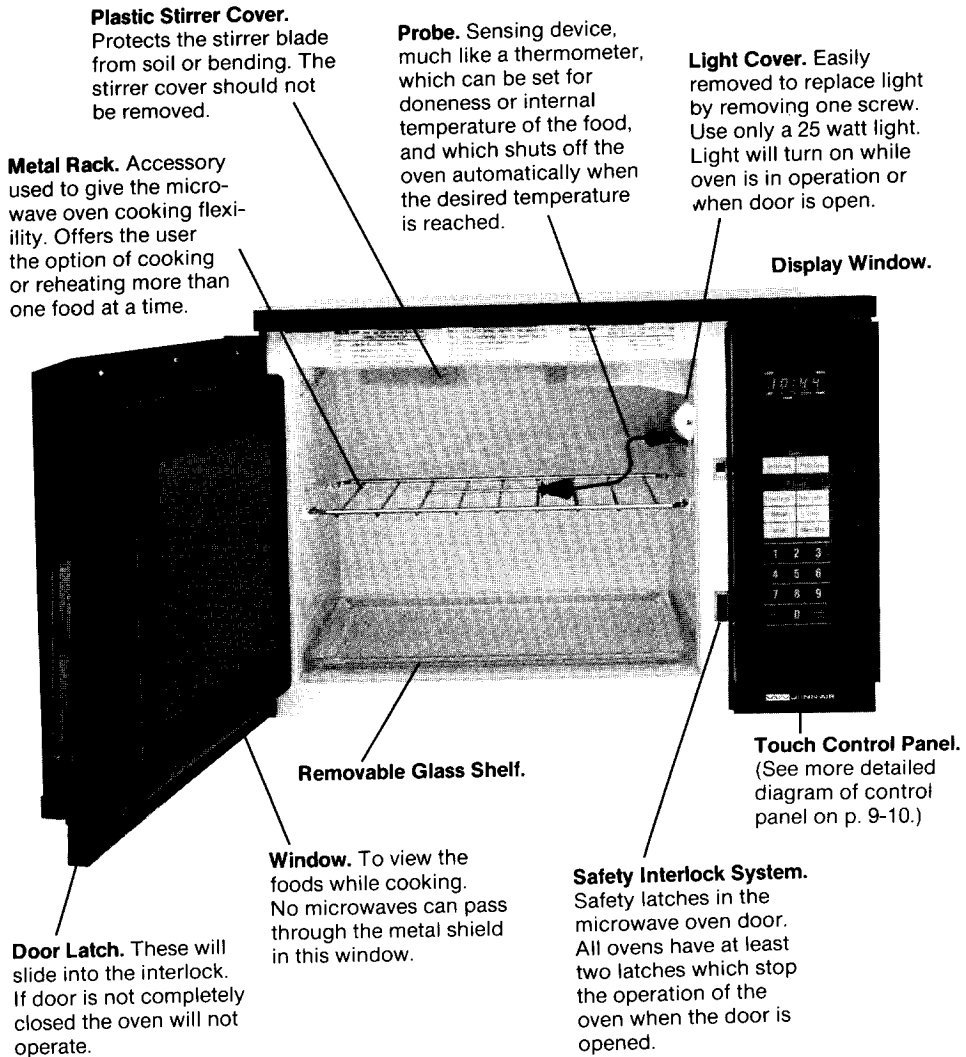 Plastic Stirrer Cover.
Protects the stirrer blade
from soil or bending. The
stirrer cover should not
be removed.
Probe. Sensing device,
much like a thermometer,
which can be set for
doneness or internal
temperature of the food,
and which shuts off the
oven automatically when
the desired temperature
is reached.
Light Cover. Easily
removed to replace light
by removing one screw.
Use only a 25 watt light.
Light will turn on while
oven is in operation or
when door is open.
Metal Rack. Accessory
used to give the micro-
wave oven cooking flexi-
ility. Offers the user
the option of cooking
or reheating more than
one food at a time.
Display Window.
10:44
1 2 3
4 5 6
7 8 9
0
JENN-AIR
Touch Control Panel.
(See more detailed
diagram of control
panel on p. 9-10.)
Removable Glass Shelf.
Window. To view the
foods while cooking.
No microwaves can pass
through the metal shield
in this window.
Safety Interlock System.
Safety latches in the
microwave oven door.
All ovens have at least
two latches which stop
the operation of the
oven when the door is
opened.
Door Latch. These will
slide into the interlock.
If door is not completely
closed the oven will not
operate.